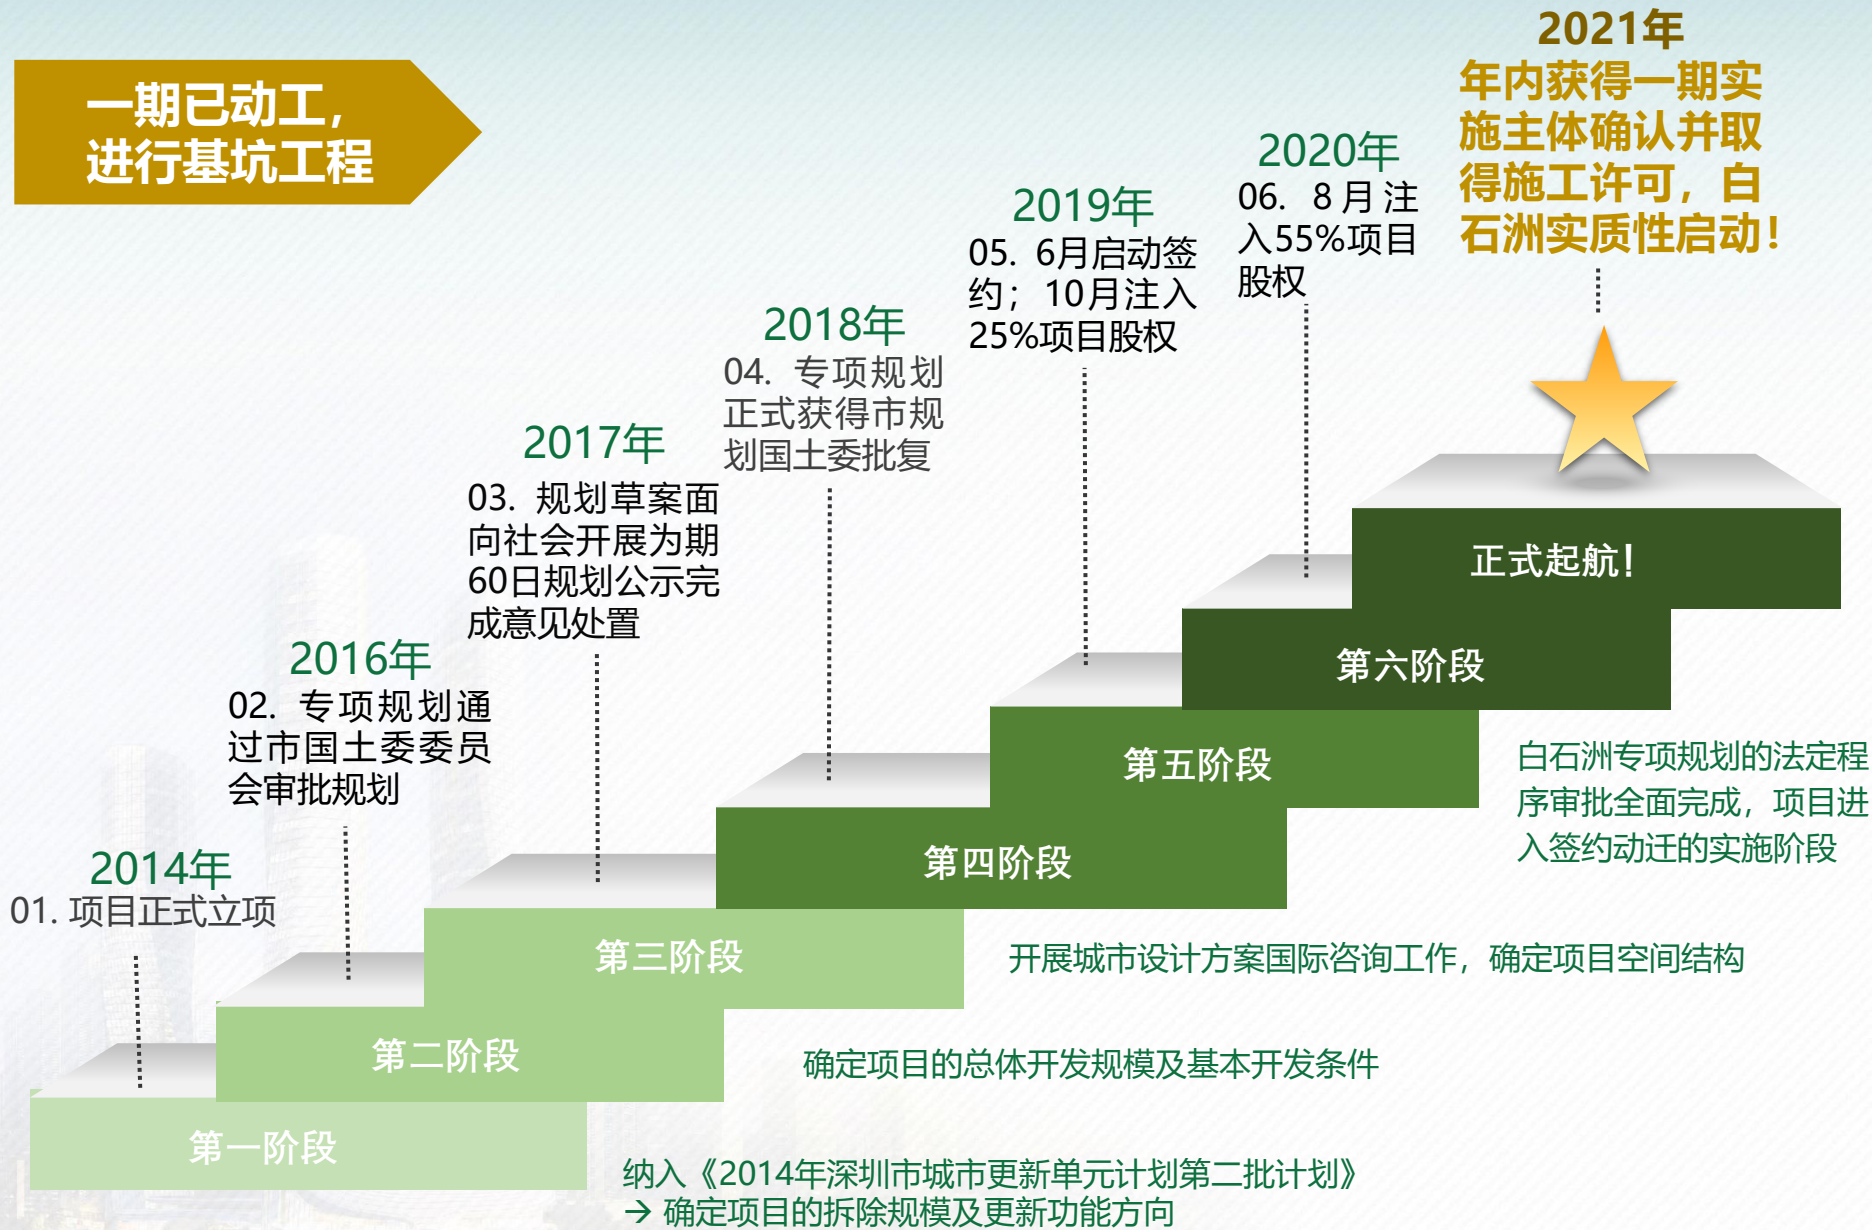 一期已动工，
进行基坑工程
2014年
01. 项目正式立项
2016年
02. 专项规划通
过市国土委委员
会审批规划
2017年
03. 规划草案面
向社会开展为期
60日规划公示完
成意见处置
2018年
04. 专项规划
正式获得市规
划国土委批复
2019年
05. 6月启动签
约；10月注入
25%项目股权
2020年
06. 8月注
入55%项目
股权
2021年
年内获得一期实
施主体确认并取
得施工许可，白
石洲实质性启动！
正式起航！
第六阶段
第五阶段
第四阶段
第三阶段
第二阶段
第一阶段
白石洲专项规划的法定程
序审批全面完成，项目进
入签约动迁的实施阶段
开展城市设计方案国际咨询工作，确定项目空间结构
确定项目的总体开发规模及基本开发条件
纳入《2014年深圳市城市更新单元计划第二批计划》
→ 确定项目的拆除规模及更新功能方向